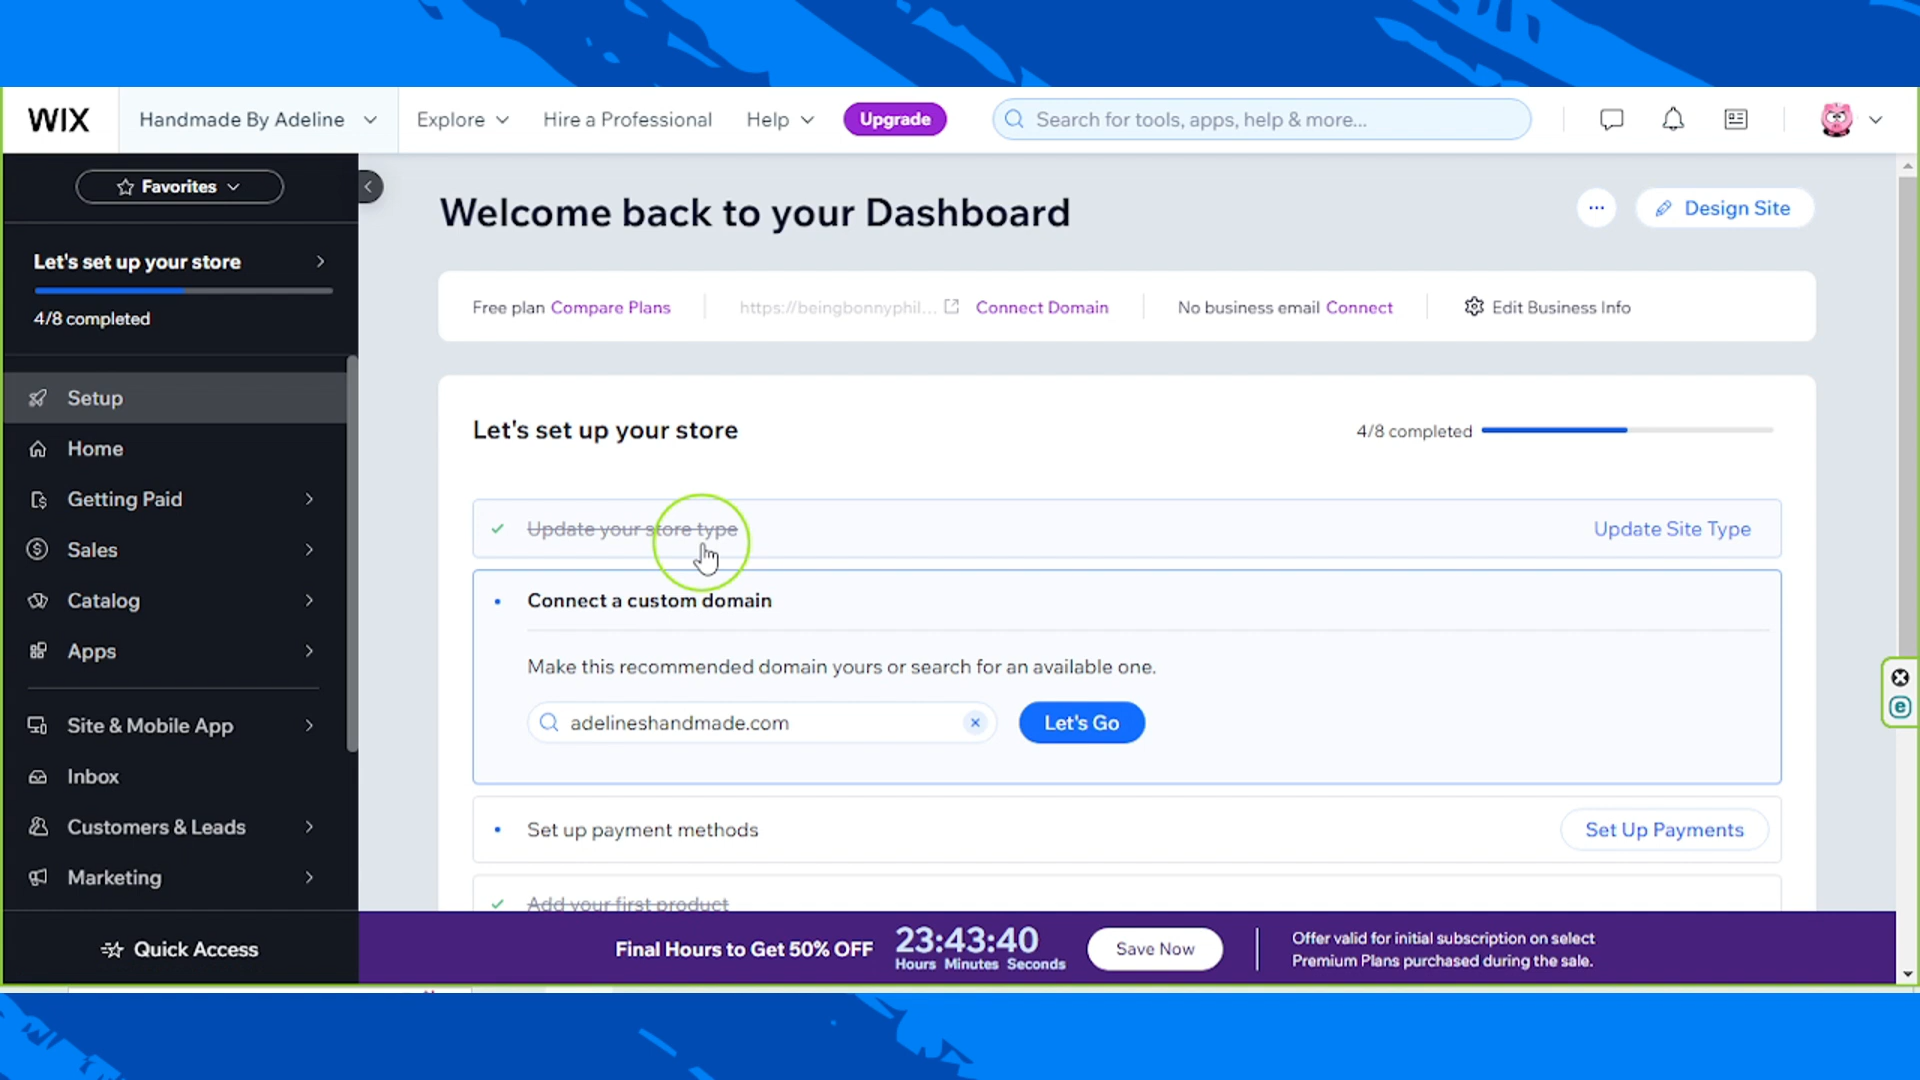 WIX
Handmade By Adeline
Explore
Hire a Professional
Help
Upgrade
Search for tools, apps, help & more...
Favorites
Let's set up your store
4/8 completed
Setup
Home
Getting Paid
Sales
Catalog
Apps
Site & Mobile App
Inbox
Customers & Leads
Marketing
Quick Access
Welcome back to your Dashboard
Design Site
Free plan Compare Plans
https://beingbonnyphil... Connect Domain
No business email Connect
Edit Business Info
Let's set up your store
4/8 completed
Update your store type
Update Site Type
Connect a custom domain
Make this recommended domain yours or search for an available one.
adelineshandmade.com
Let's Go
Set up payment methods
Set Up Payments
Add your first product
Final Hours to Get 50% OFF
23:43:40
Hours Minutes Seconds
Save Now
Offer valid for initial subscription on select
Premium Plans purchased during the sale.